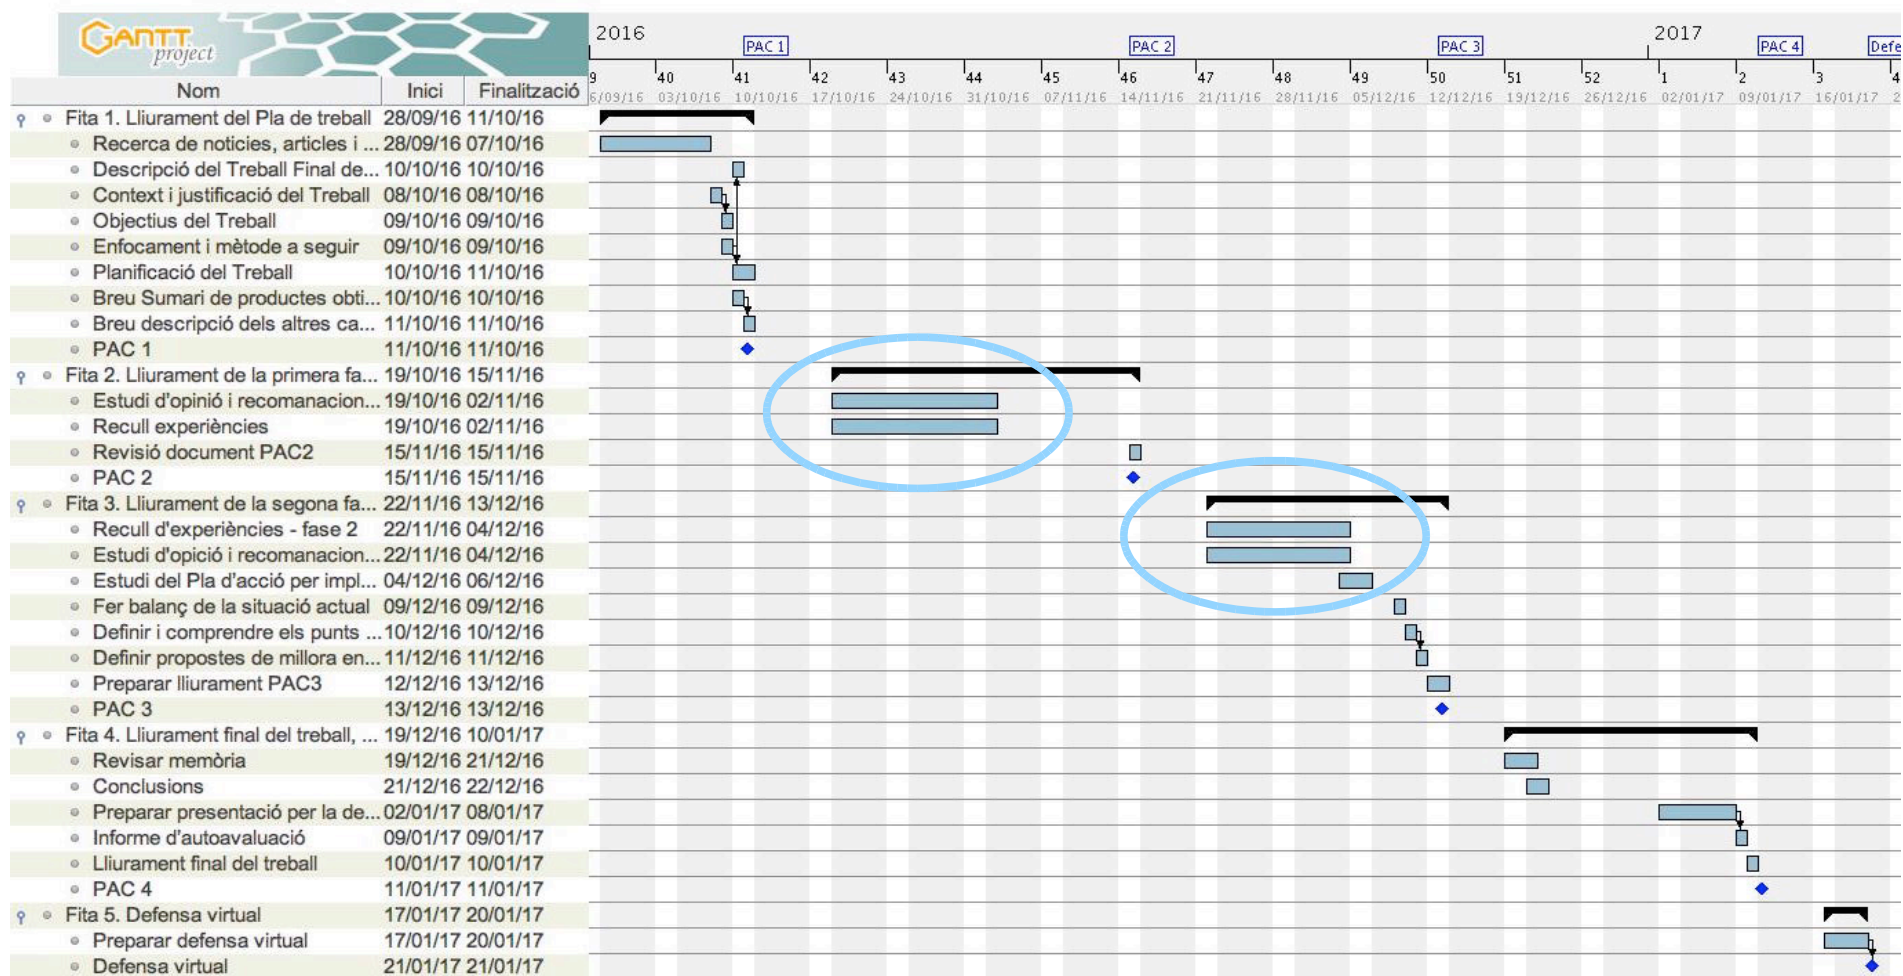 GANTT
project
2016
2017
PAC 1
PAC 2
PAC 3
PAC 4
Defe
9 40 41 42 43 44 45 46 47 48 49 50 51 52 1 2 3 4
6/09/16 03/10/16 10/10/16 17/10/16 24/10/16 31/10/16 07/11/16 14/11/16 21/11/16 28/11/16 05/12/16 12/12/16 19/12/16 26/12/16 02/01/17 09/01/17 16/01/17 2
Nom Inici Finalització
Fita 1. Lliurament del Pla de treball 28/09/16 11/10/16
Recerca de noticies, articles i ... 28/09/16 07/10/16
Descripció del Treball Final de... 10/10/16 10/10/16
Context i justificació del Treball 08/10/16 08/10/16
Objectius del Treball 09/10/16 09/10/16
Enfocament i mètode a seguir 09/10/16 09/10/16
Planificació del Treball 10/10/16 11/10/16
Breu Sumari de productes obti... 10/10/16 10/10/16
Breu descripció dels altres ca... 11/10/16 11/10/16
PAC 1 11/10/16 11/10/16
Fita 2. Lliurament de la primera fa... 19/10/16 15/11/16
Estudi d'opinió i recomanacion... 19/10/16 02/11/16
Recull experiències 19/10/16 02/11/16
Revisió document PAC2 15/11/16 15/11/16
PAC 2 15/11/16 15/11/16
Fita 3. Lliurament de la segona fa... 22/11/16 13/12/16
Recull d'experiències - fase 2 22/11/16 04/12/16
Estudi d'opició i recomanacion... 22/11/16 04/12/16
Estudi del Pla d'acció per impl... 04/12/16 06/12/16
Fer balanç de la situació actual 09/12/16 09/12/16
Definir i comprendre els punts ... 10/12/16 10/12/16
Definir propostes de millora en... 11/12/16 11/12/16
Preparar lliurament PAC3 12/12/16 13/12/16
PAC 3 13/12/16 13/12/16
Fita 4. Lliurament final del treball, ... 19/12/16 10/01/17
Revisar memòria 19/12/16 21/12/16
Conclusions 21/12/16 22/12/16
Preparar presentació per la de... 02/01/17 08/01/17
Informe d'autoavaluació 09/01/17 09/01/17
Lliurament final del treball 10/01/17 10/01/17
PAC 4 11/01/17 11/01/17
Fita 5. Defensa virtual 17/01/17 20/01/17
Preparar defensa virtual 17/01/17 20/01/17
Defensa virtual 21/01/17 21/01/17